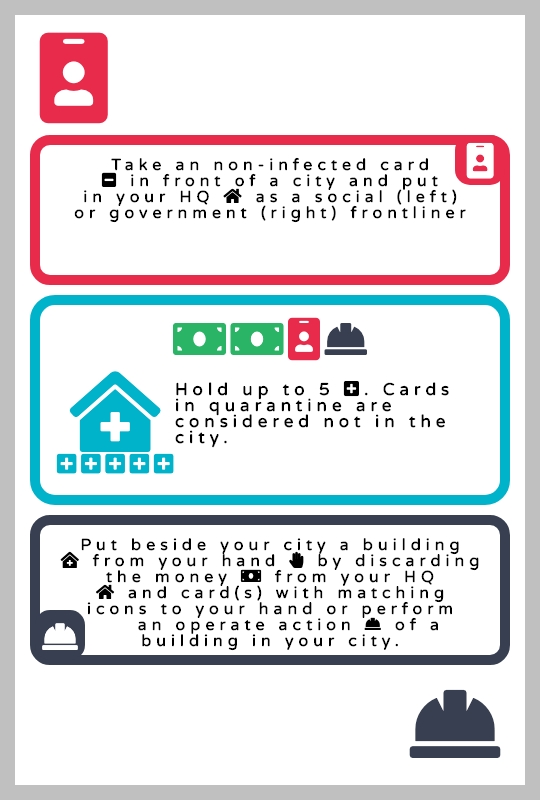 Take an non-infected card
in front of a city and put
in your HQ as a social (left)
or government (right) frontliner
Hold up to 5 . Cards
in quarantine are
considered not in the
city.
Put beside your city a building
from your hand by discarding
the money from your HQ
and card(s) with matching
icons to your hand or perform
an operate action of a
building in your city.